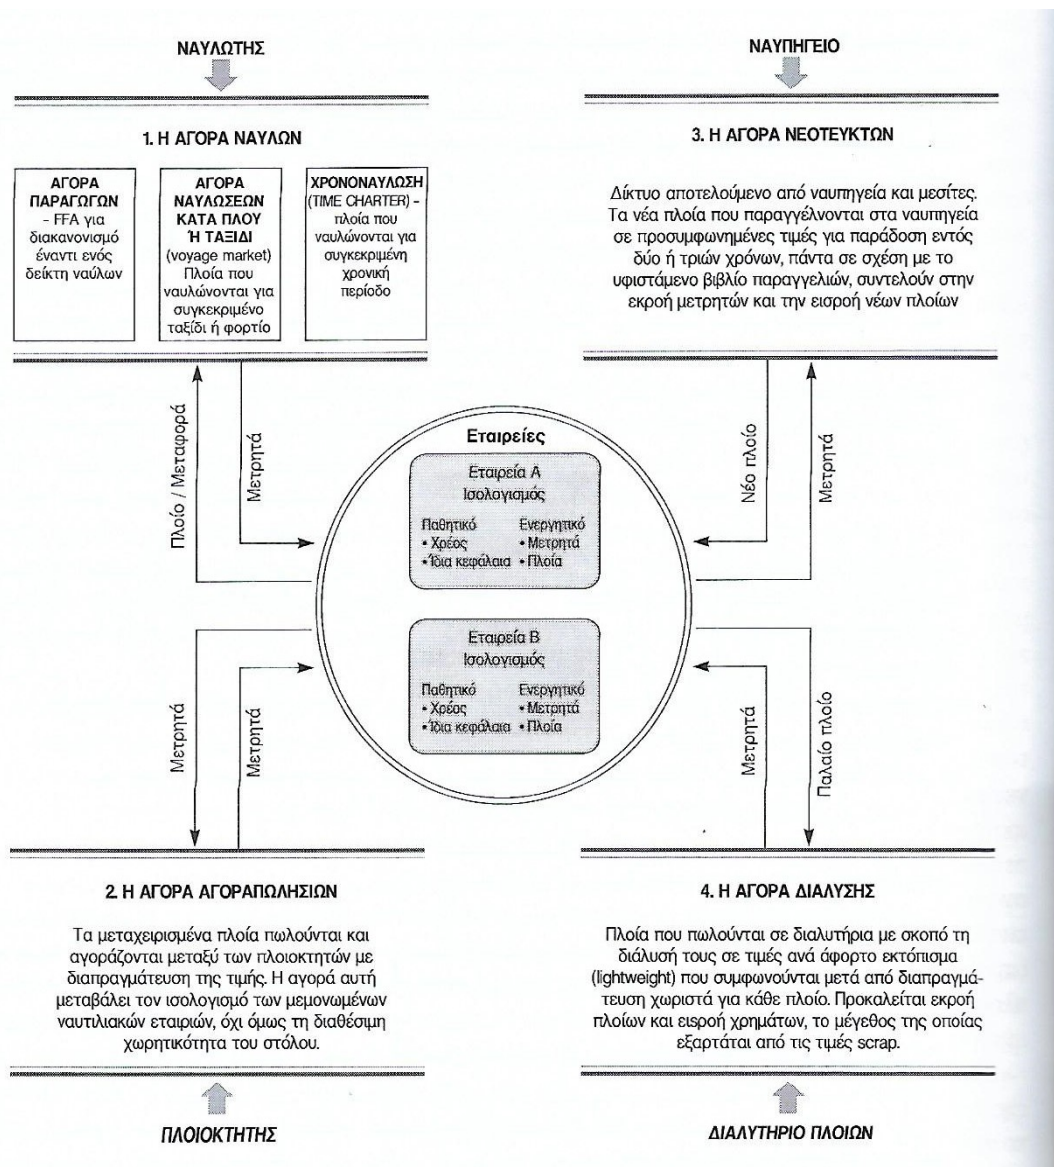 ΝΑΥΛΩΤΗΣ
1. Η ΑΓΟΡΑ ΝΑΥΛΩΝ
ΑΓΟΡΑ
ΠΑΡΑΓΩΓΩΝ
– FFA για
διακανονισμό
έναντι ενός
δείκτη ναύλων
ΑΓΟΡΑ
ΝΑΥΛΩΣΕΩΝ
ΚΑΤΑ ΠΛΟΥ
Ή ΤΑΞΙΔΙ
(voyage market)
Πλοία που
ναυλώνονται για
συγκεκριμένο
ταξίδι ή φορτίο
ΧΡΟΝΟΝΑΥΛΩΣΗ
(TIME CHARTER) –
πλοία που
ναυλώνονται για
συγκεκριμένη
χρονική
περίοδο
ΝΑΥΠΗΓΕΙΟ
3. Η ΑΓΟΡΑ ΝΕΟΤΕΥΚΤΩΝ
Δίκτυο αποτελούμενο από ναυπηγεία και μεσίτες.
Τα νέα πλοία που παραγγέλνονται στα ναυπηγεία
σε προσυμφωνημένες τιμές για παράδοση εντός
δύο ή τριών χρόνων, πάντα σε σχέση με το
υφιστάμενο βιβλίο παραγγελιών, συντελούν στην
εκροή μετρητών και την εισροή νέων πλοίων
Πλοίο / Μεταφορά
Μετρητά
Νέο πλοίο
Μετρητά
Εταιρείες
Εταιρεία Α
Ισολογισμός
Παθητικό Ενεργητικό
• Χρέος • Μετρητά
• Ίδια κεφάλαια • Πλοία
Εταιρεία Β
Ισολογισμός
Παθητικό Ενεργητικό
• Χρέος • Μετρητά
• Ίδια κεφάλαια • Πλοία
Μετρητά
Μετρητά
Μετρητά
Παλαίο πλοίο
2. Η ΑΓΟΡΑ ΑΓΟΡΑΠΩΛΗΣΙΩΝ
Τα μεταχειρισμένα πλοία πωλούνται και
αγοράζονται μεταξύ των πλοιοκτητών με
διαπραγμάτευση της τιμής. Η αγορά αυτή
μεταβάλει τον ισολογισμό των μεμονωμένων
ναυτιλιακών εταιριών, όχι όμως τη διαθέσιμη
χωρητικότητα του στόλου.
ΠΛΟΙΟΚΤΗΤΗΣ
4. Η ΑΓΟΡΑ ΔΙΑΛΥΣΗΣ
Πλοία που πωλούνται σε διαλυτήρια με σκοπό τη
διάλυσή τους σε τιμές ανά άφορτο εκτόπισμα
(lightweight) που συμφωνούνται μετά από διαπραγμά-
τευση χωριστά για κάθε πλοίο. Προκαλείται εκροή
πλοίων και εισροή χρημάτων, το μέγεθος της οποίας
εξαρτάται από τις τιμές scrap.
ΔΙΑΛΥΤΗΡΙΟ ΠΛΟΙΩΝ